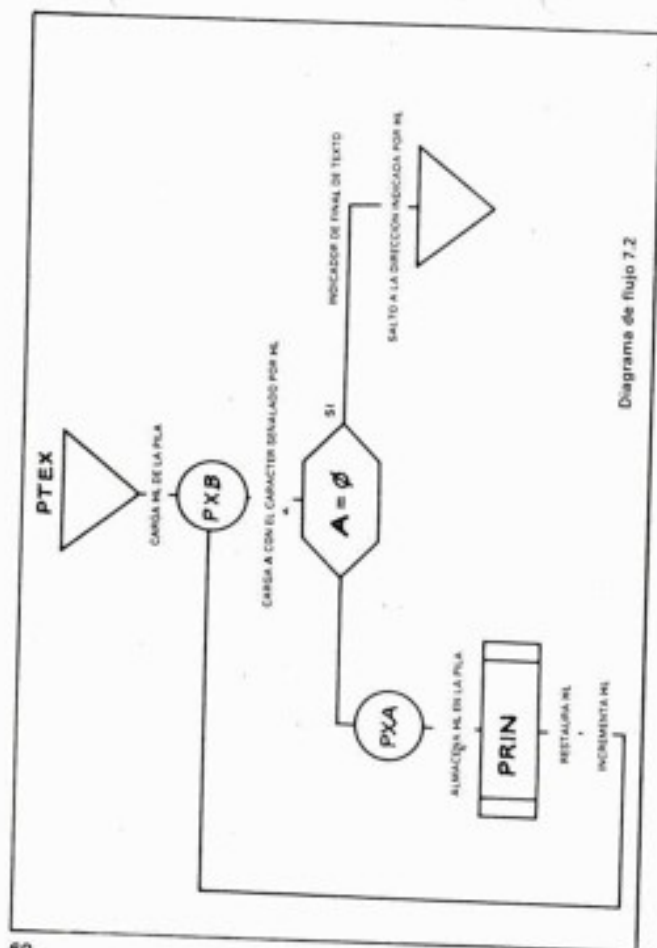 PTEX
CARGA HL DE LA PILA
PXB
CARGA A CON EL CARACTER SEÑALADO POR HL
A = Ø
SI
INDICADOR DE FINAL DE TEXTO
SALTO A LA DIRECCION INDICADA POR HL
PXA
ALMACENA HL EN LA PILA
PRIN
RESTAURA HL
INCREMENTA HL
Diagrama de flujo 7.2